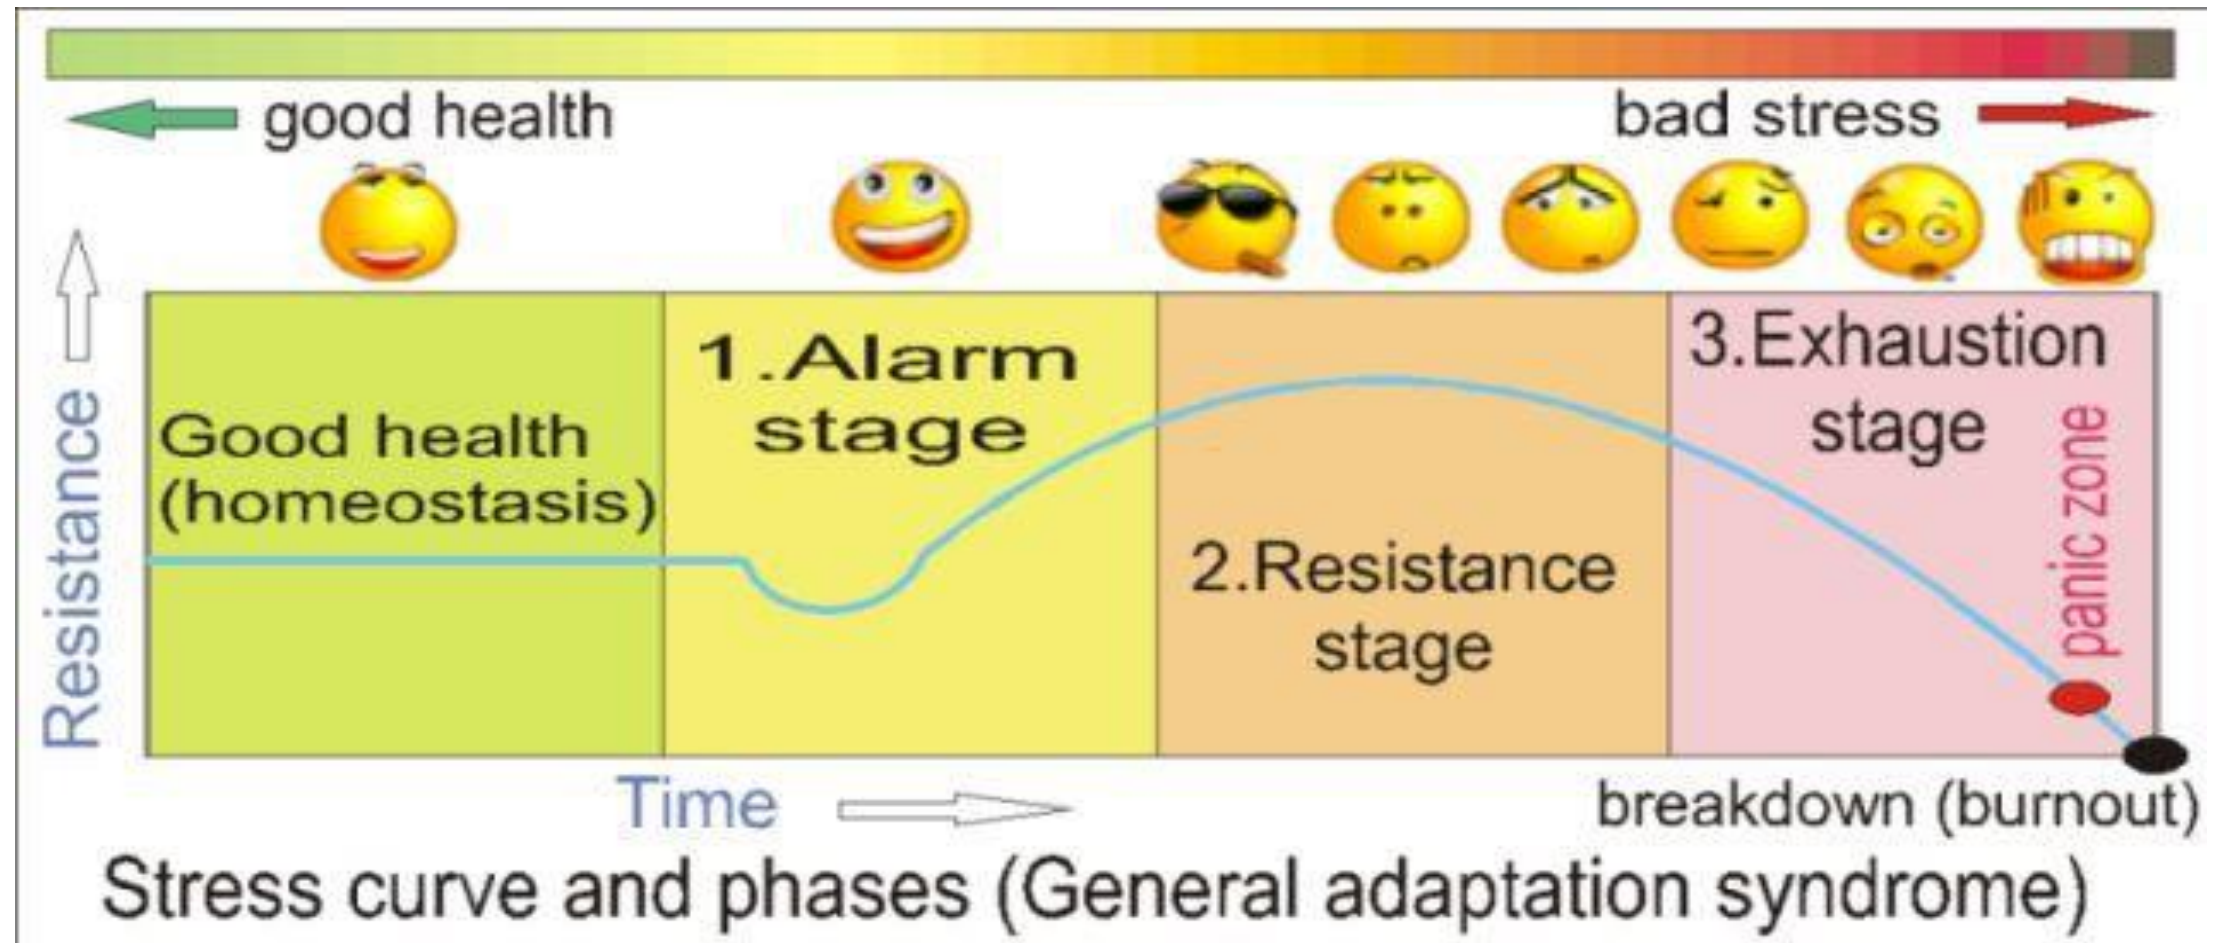 good health
bad stress
Resistance
Good health
(homeostasis)
1.Alarm
stage
2.Resistance
stage
3.Exhaustion
stage
panic zone
Time
breakdown (burnout)
Stress curve and phases (General adaptation syndrome)